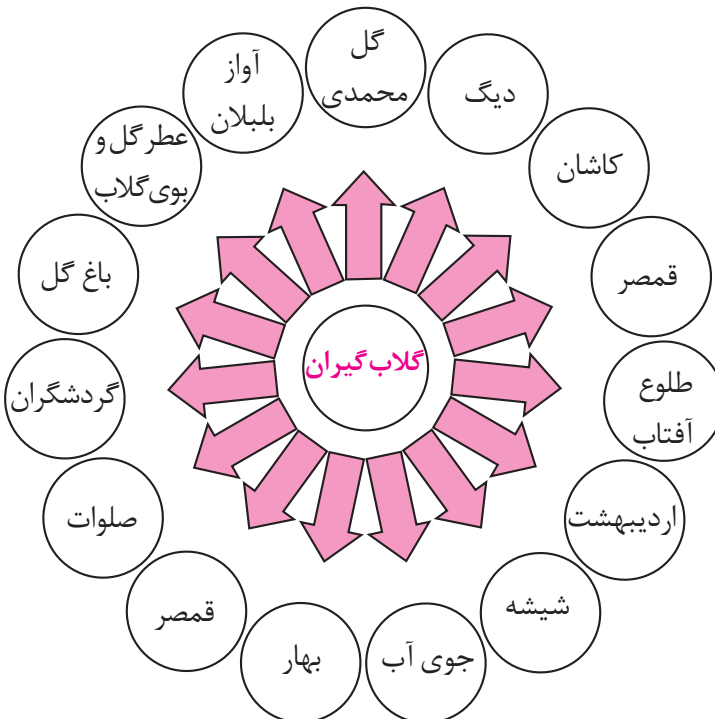 گل
محمدی
دیگ
کاشان
قمصر
طلوع
آفتاب
اردیبهشت
شیشه
جوی آب
بهار
قمصر
صلوات
گردشگران
باغ گل
عطر گل و
بوی گلاب
آواز
بلبلان
گلاب‌گیران